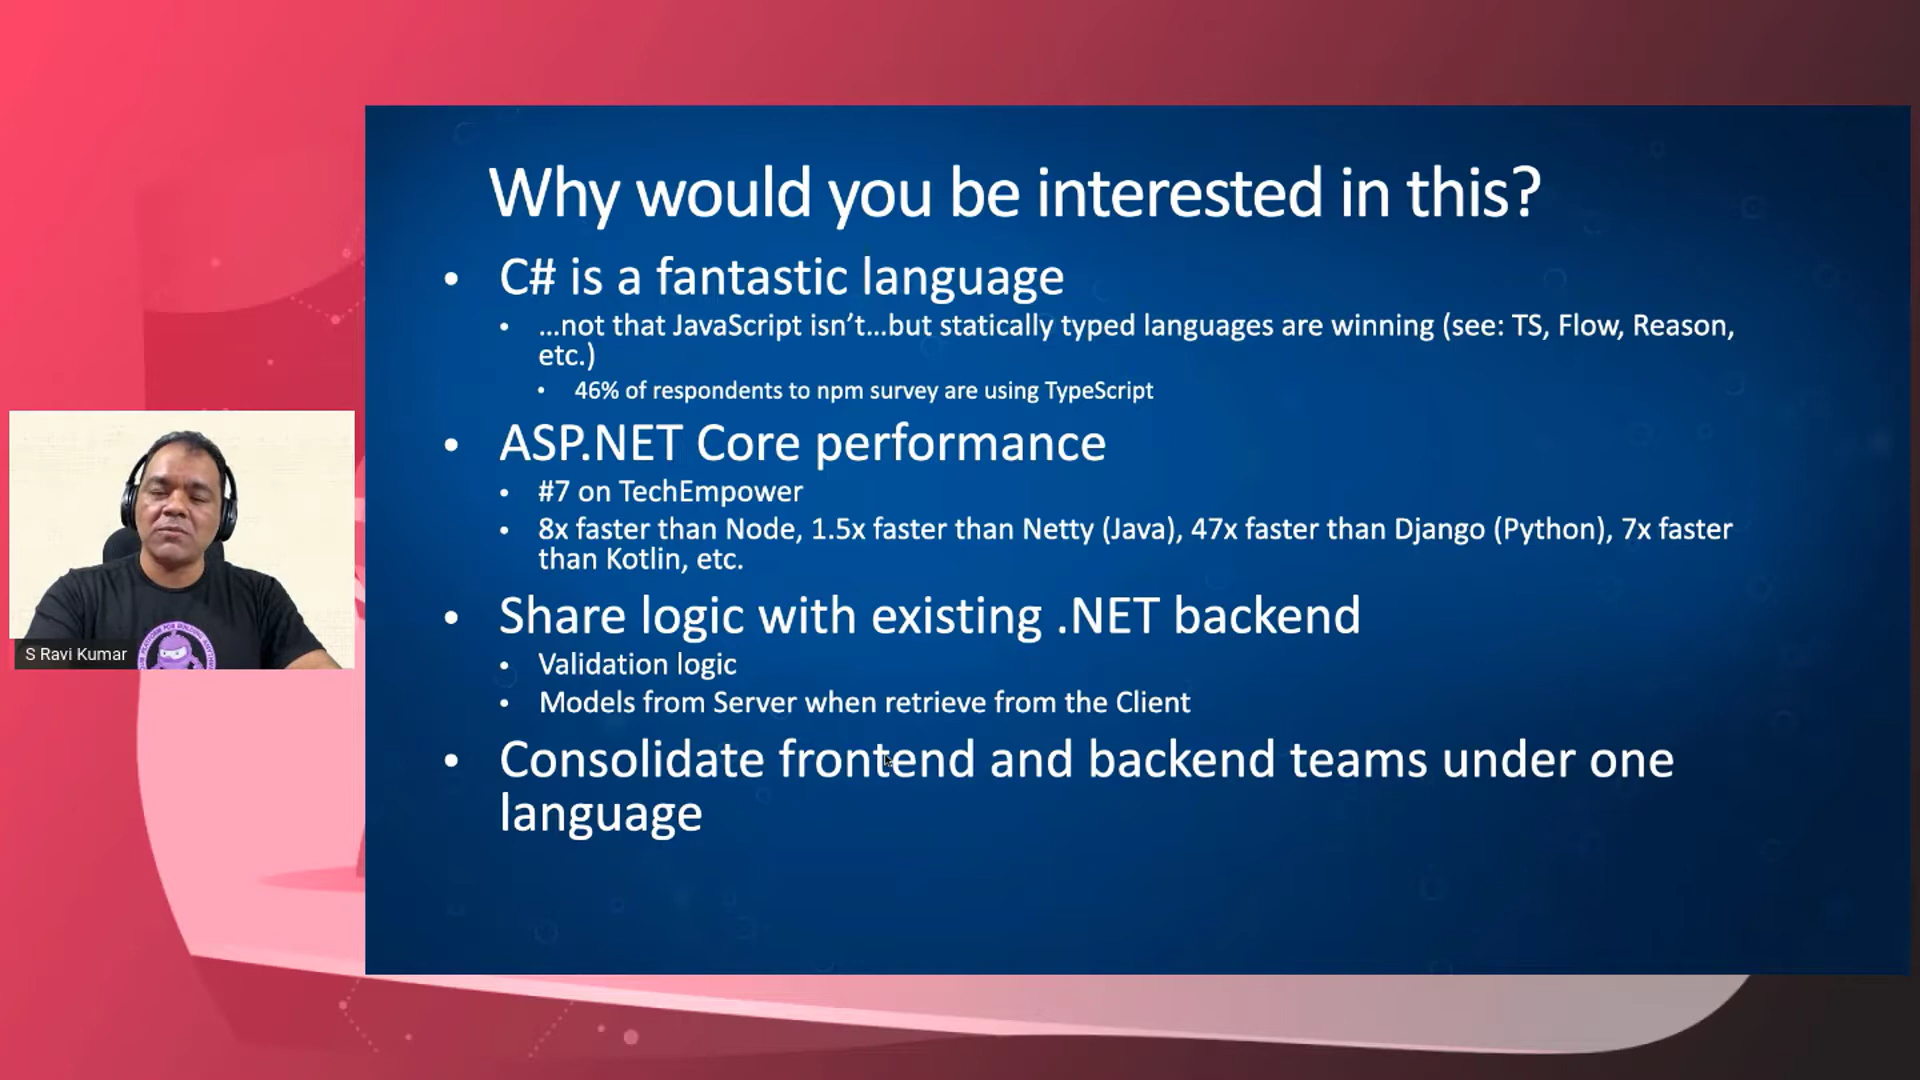 Why would you be interested in this?
• C# is a fantastic language
• ...not that JavaScript isn't...but statically typed languages are winning (see: TS, Flow, Reason,
etc.)
• 46% of respondents to npm survey are using TypeScript
• ASP.NET Core performance
• #7 on TechEmpower
• 8x faster than Node, 1.5x faster than Netty (Java), 47x faster than Django (Python), 7x faster
than Kotlin, etc.
• Share logic with existing .NET backend
• Validation logic
• Models from Server when retrieve from the Client
• Consolidate frontend and backend teams under one
language
S Ravi Kumar